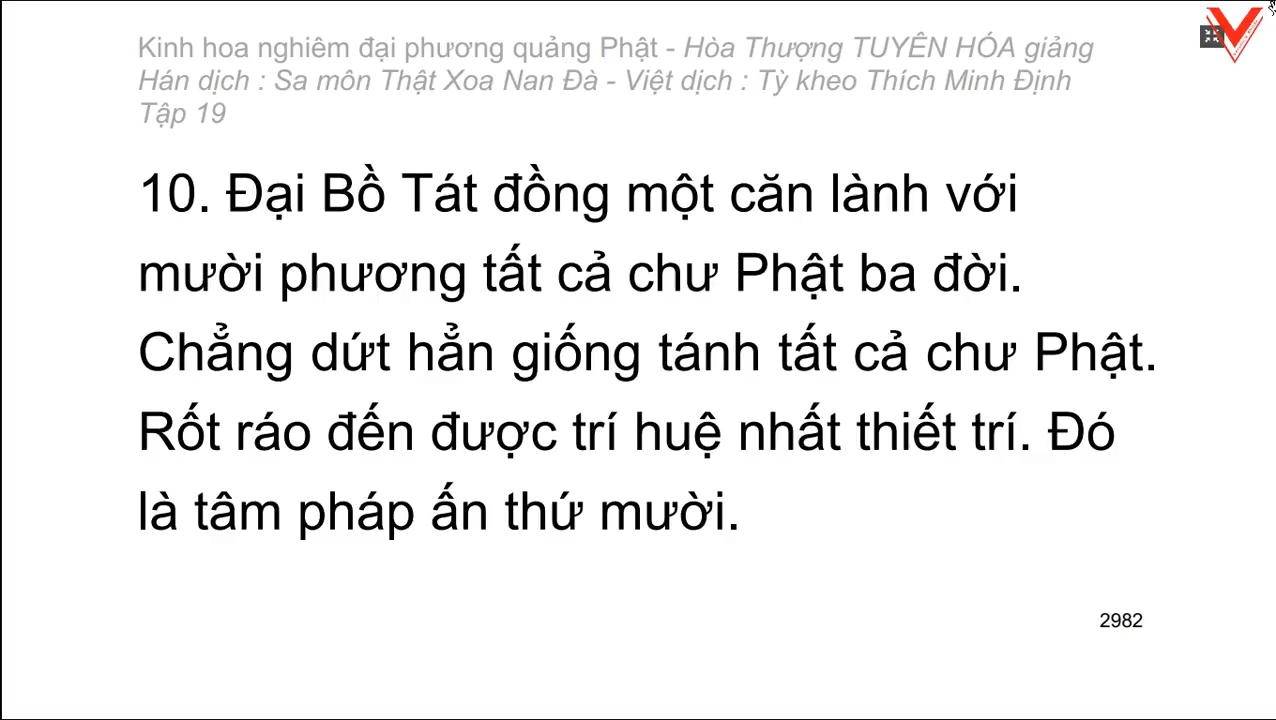 Kinh hoa nghiêm đại phương quảng Phật - Hòa Thượng TUYÊN HÓA giảng
Hán dịch : Sa môn Thật Xoa Nan Đà - Việt dịch : Tỳ kheo Thích Minh Định
Tập 19
10. Đại Bồ Tát đồng một căn lành với
mười phương tất cả chư Phật ba đời.
Chẳng dứt hẳn giống tánh tất cả chư Phật.
Rốt ráo đến được trí huệ nhất thiết trí. Đó
là tâm pháp ấn thứ mười.
2982